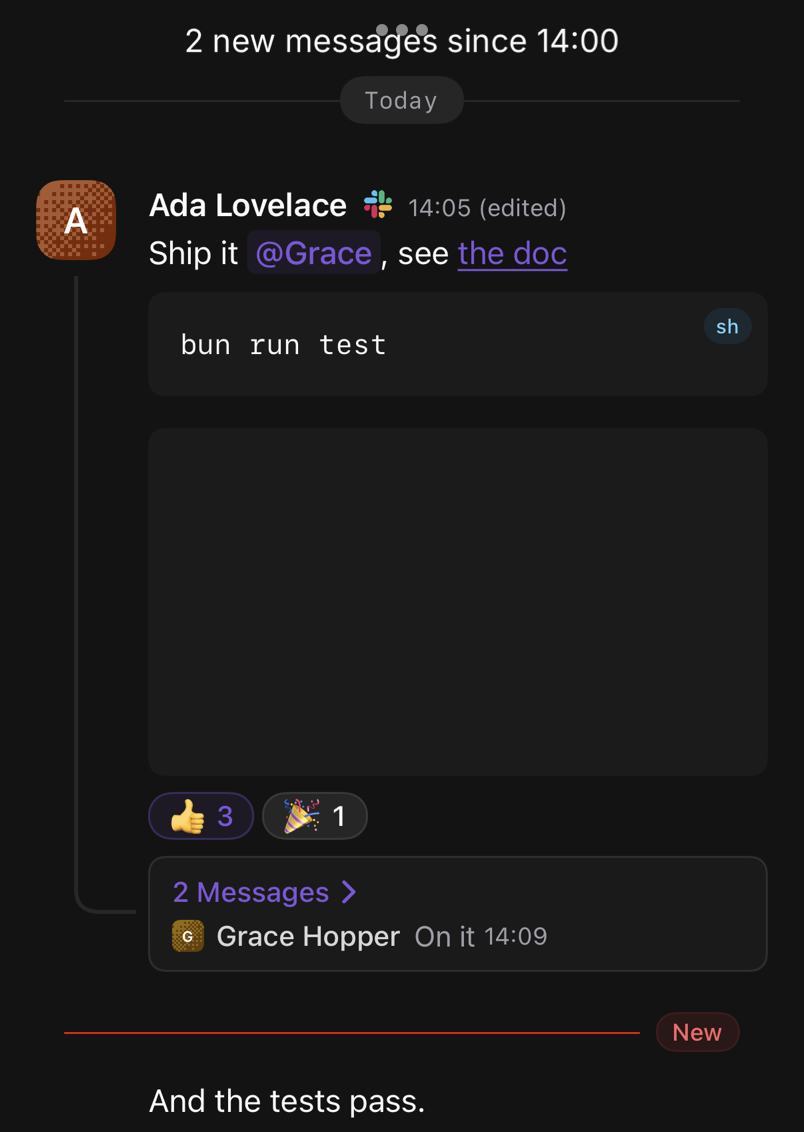 2 new messages since 14:00
Today
A
Ada Lovelace 14:05 (edited)
Ship it @Grace, see the doc
sh
bun run test
3 1
2 Messages
G Grace Hopper On it 14:09
New
And the tests pass.